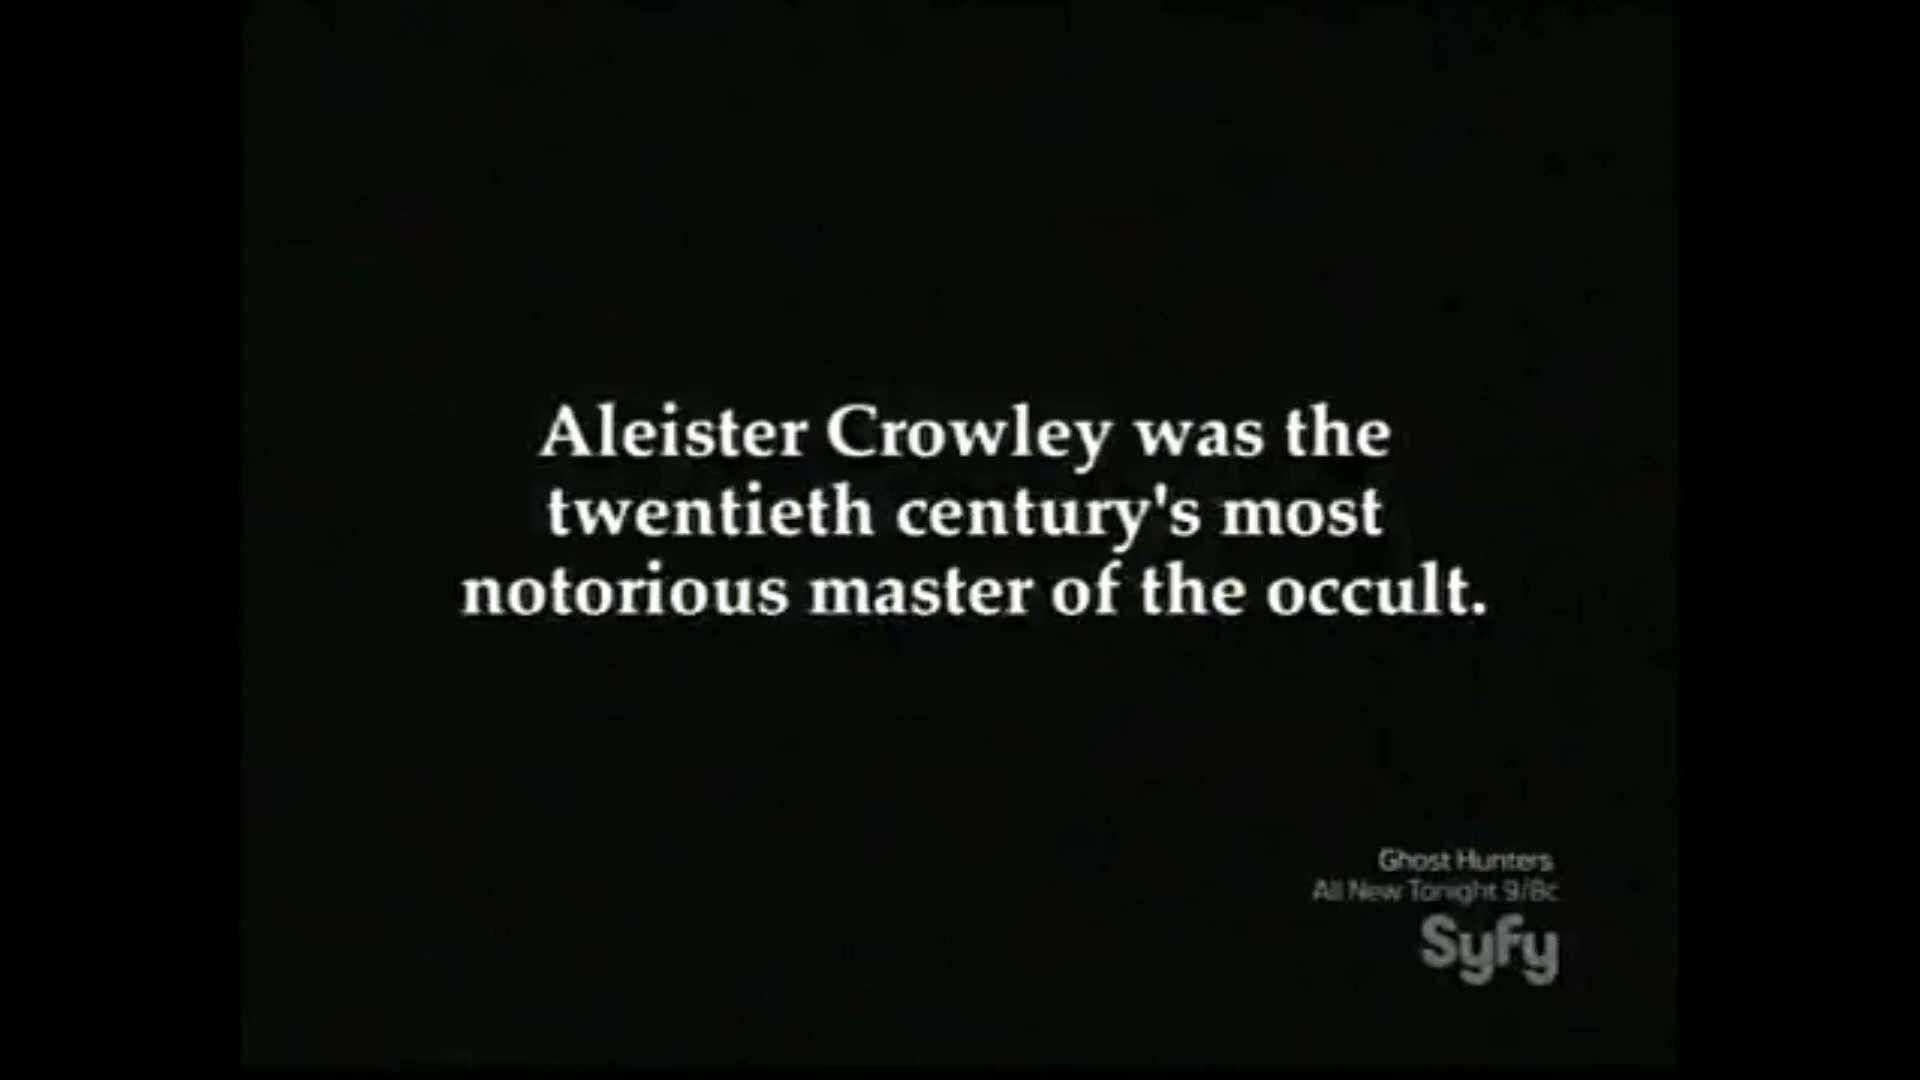 Aleister Crowley was the
twentieth century's most
notorious master of the occult.
Ghost Hunters
All New Tonight 9/8c
Syfy